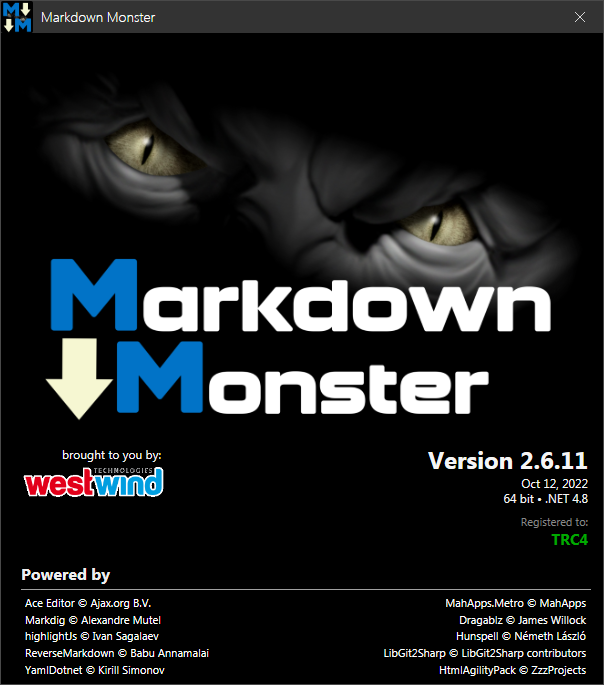 Markdown Monster
Markdown
Monster
brought to you by:
TECHNOLOGIES
westwind
Version 2.6.11
Oct 12, 2022
64 bit • .NET 4.8
Registered to:
TRC4
Powered by
Ace Editor © Ajax.org B.V.
Markdig © Alexandre Mutel
highlightJs © Ivan Sagalaev
ReverseMarkdown © Babu Annamalai
YamlDotnet © Kirill Simonov
MahApps.Metro © MahApps
Dragablz © James Willock
Hunspell © Németh László
LibGit2Sharp © LibGit2Sharp contributors
HtmlAgilityPack © ZzzProjects